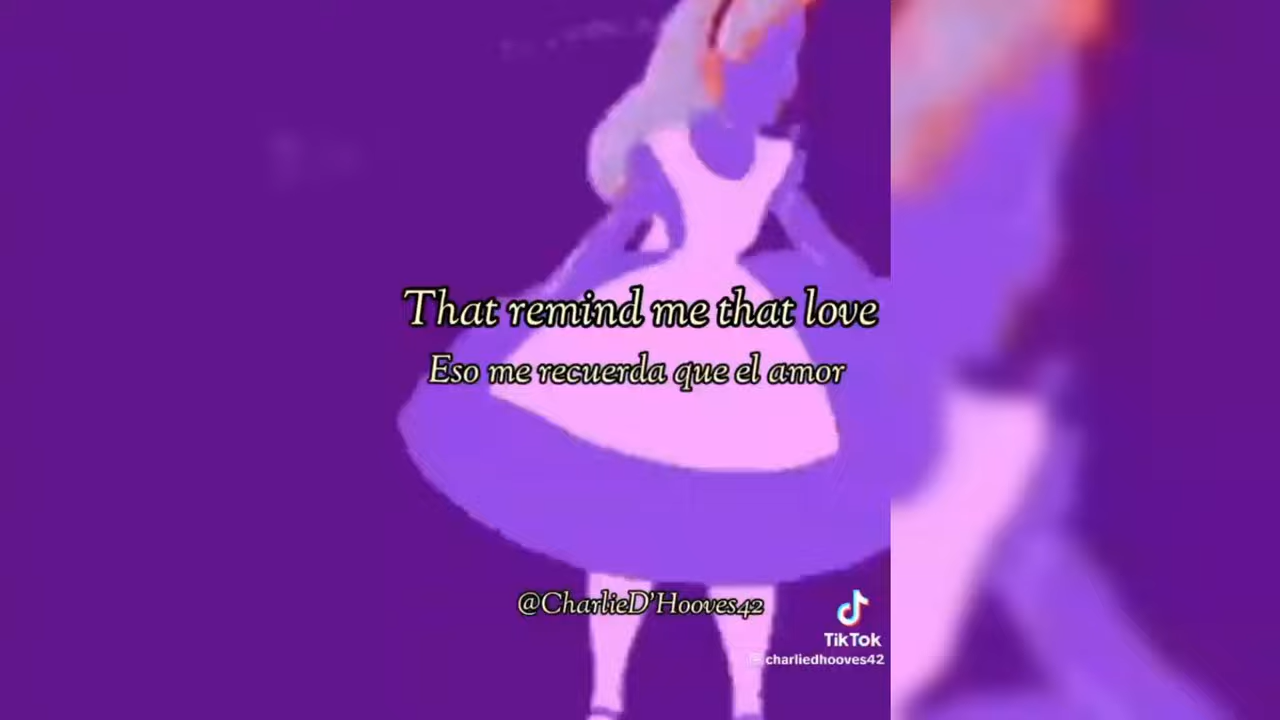 That remind me that love
Eso me recuerda que el amor
@CharlieD'Hooves42
TikTok
charliedhooves42